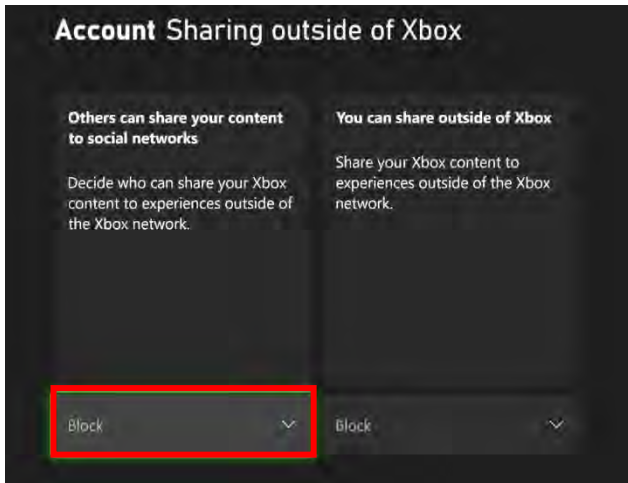 Account Sharing outside of Xbox
Others can share your content
to social networks
Decide who can share your Xbox
content to experiences outside of
the Xbox network.
Block
You can share outside of Xbox
Share your Xbox content to
experiences outside of the Xbox
network.
Block